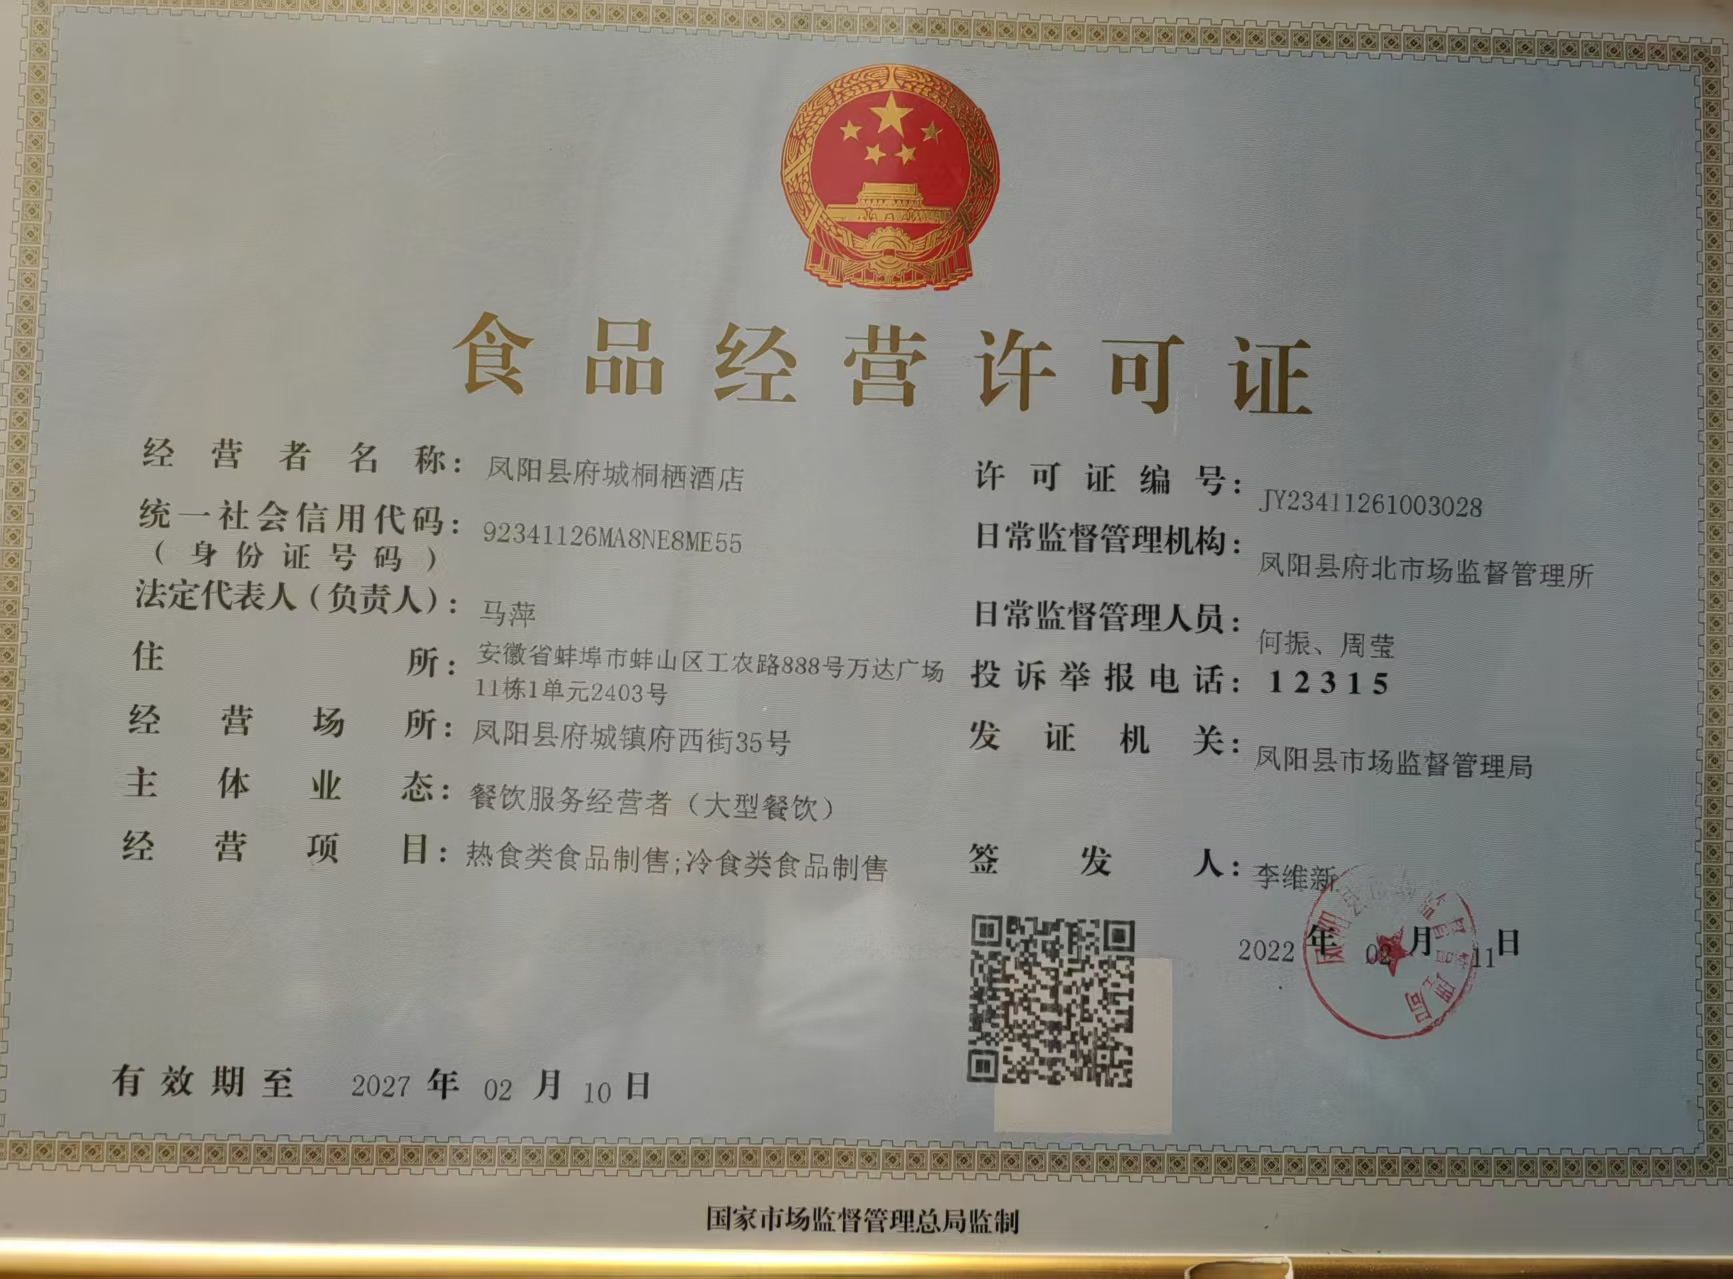 食品经营许可证
经营者名称：凤阳县府城桐栖酒店
统一社会信用代码：92341126MA8NE8ME55
（身份证号码）
法定代表人（负责人）：马萍
住所：安徽省蚌埠市蚌山区工农路888号万达广场
11栋1单元2403号
经营场所：凤阳县府城镇府西街35号
主体业态：餐饮服务经营者（大型餐饮）
经营项目：热食类食品制售;冷食类食品制售
许可证编号：JY23411261003028
日常监督管理机构：凤阳县府北市场监督管理所
日常监督管理人员：何振、周莹
投诉举报电话：12315
发证机关：凤阳县市场监督管理局
签发人：李维新
凤阳县市场监督管理局
2022年02月11日
有效期至 2027年02月10日
国家市场监督管理总局监制